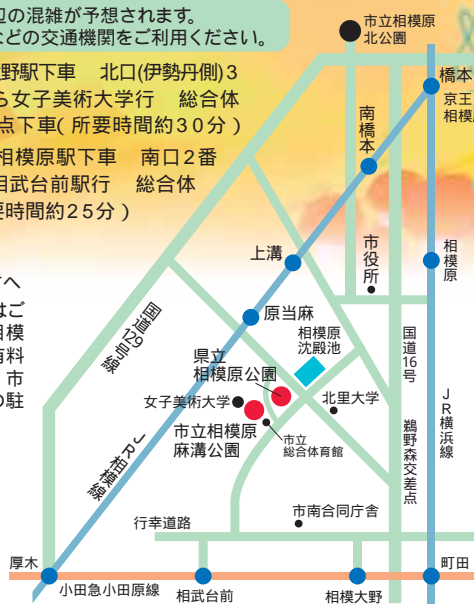 辺の混雑が予想されます。
などの交通機関をご利用ください。
野駅下車 北口(伊勢丹側)3
ら女子美術大学行 総合体
点下車(所要時間約30分)
相模原駅下車 南口2番
相武台前駅行 総合体
要時間約25分)
へ
はご
模
有料
市
の駐
市立相模原
北公園
橋本
京王
相模原
南橋本
市役所
相模原
上溝
原当麻
国道129号線
相模原
沈殿池
県立
相模原公園
国道16号
女子美術大学
北里大学
JR横浜線
JR相模線
市立相模原
麻溝公園
市立
総合体育館
鵜野森交差点
市南合同庁舎
行幸道路
厚木
小田急小田原線
相武台前
相模大野
町田